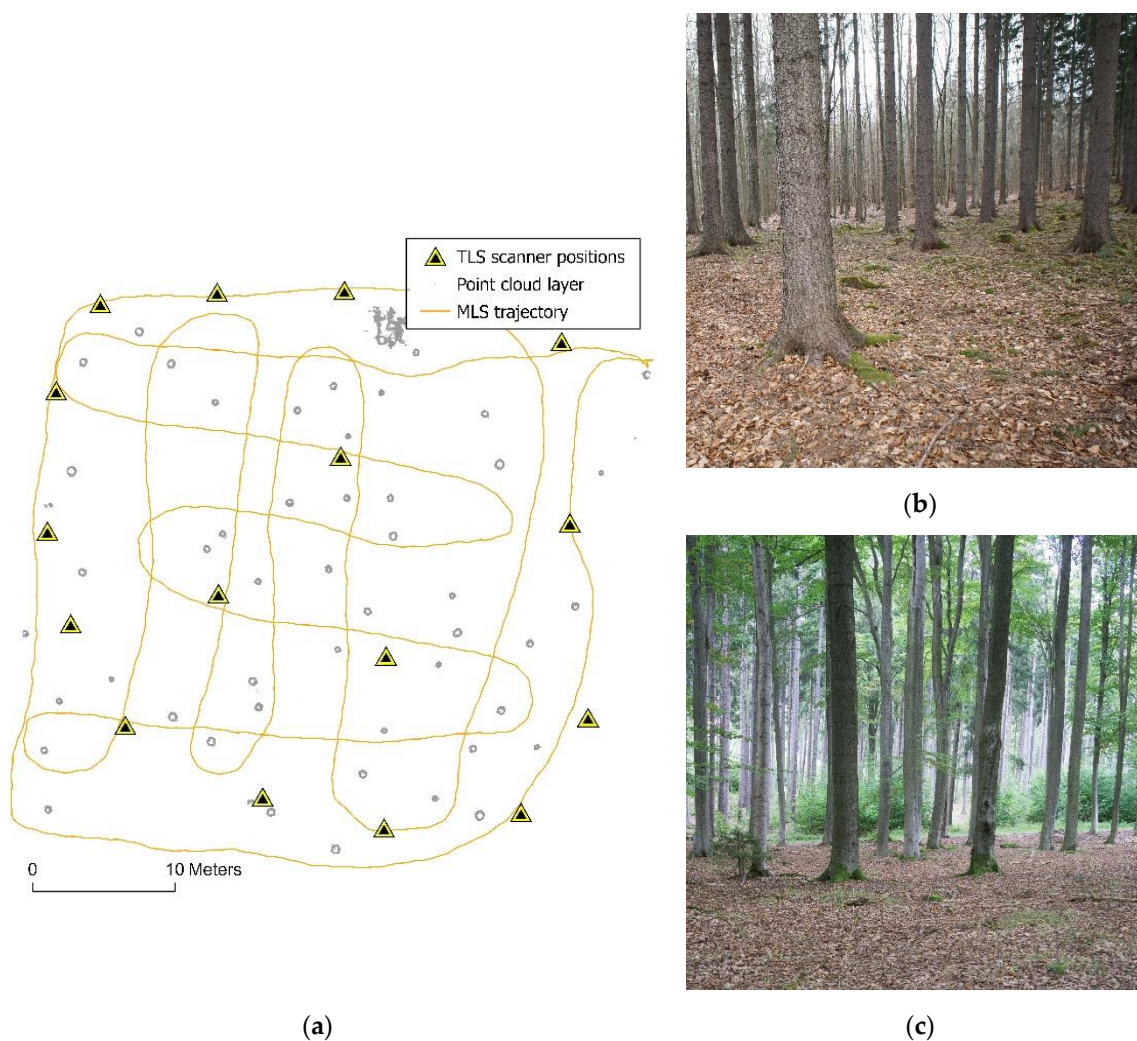 TLS scanner positions
Point cloud layer
MLS trajectory
0 10 Meters
(a)
(b)
(c)